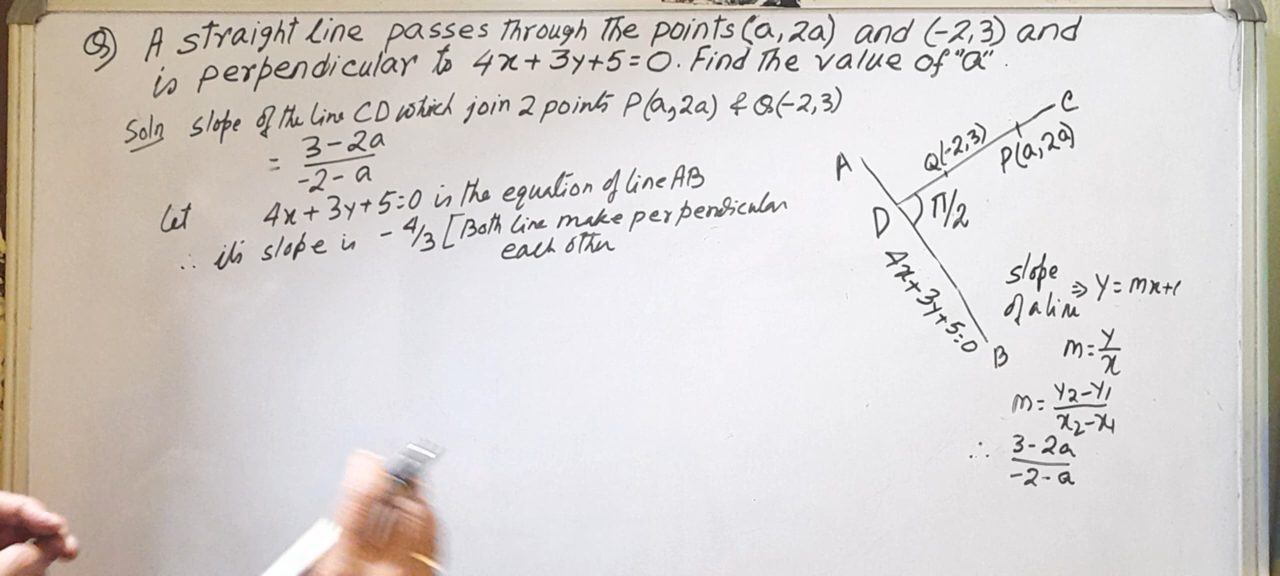 Q) A straight line passes through the points (a, 2a) and (-2,3) and
is perpendicular to 4x + 3y + 5 = 0. Find the value of "a".
Soln slope of the line CD which join 2 points P(a, 2a) & Q(-2,3)
= \frac{3-2a}{-2-a}
Let 4x + 3y + 5 = 0 is the equation of line AB
∴ its slope is - 4/3 [Both line make perpendicular
each other
C
Q(-2,3)
P(a, 2a)
A
D
π/2
4x+3y+5=0
B
slope
of a line ⇒ y = mx+c
m = \frac{y}{x}
m = \frac{y2-y1}{x2-x1}
∴ \frac{3-2a}{-2-a}